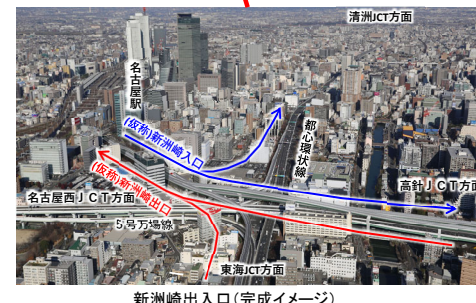 清洲JCT方面
名古屋駅
(仮称)新洲崎入口
都心環状線
高針JCT方面
(仮称)新洲崎出口
名古屋西JCT方面
5号万場線
東海JCT方面
新洲崎出入口(完成イメージ)